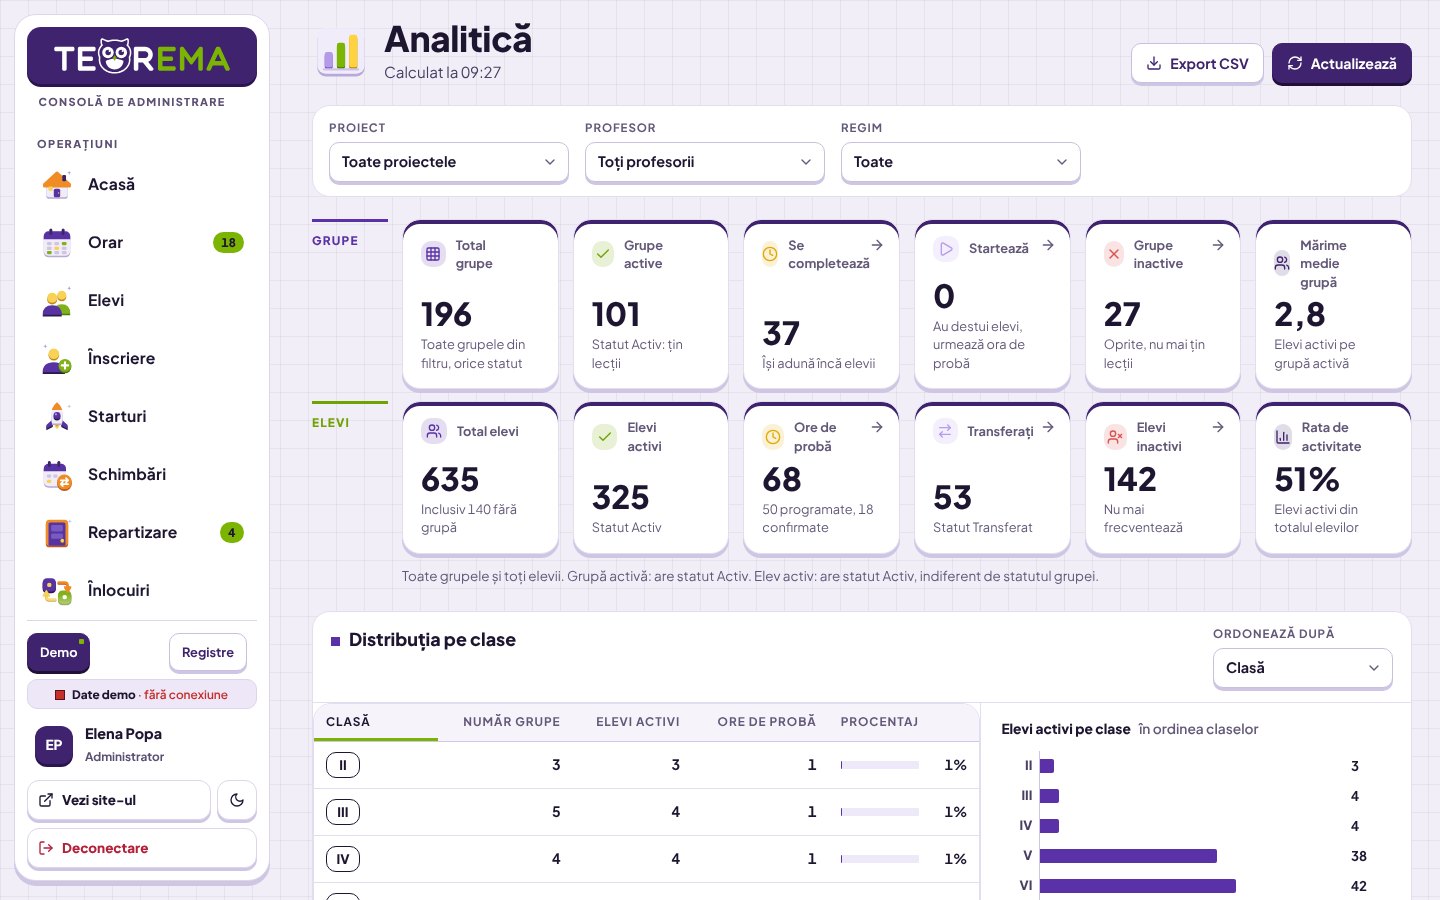 TEOREMA
CONSOLĂ DE ADMINISTRARE
OPERAȚIUNI
Acasă
Orar 18
Elevi
Înscriere
Starturi
Schimbări
Repartizare 4
Înlocuiri
Demo
Registre
Date demo · fără conexiune
EP
Elena Popa
Administrator
Vezi site-ul
Deconectare
Analitică
Calculat la 09:27
Export CSV
Actualizează
PROIECT
Toate proiectele
PROFESOR
Toți profesorii
REGIM
Toate
GRUPE
Total
grupe
196
Toate grupele din
filtru, orice statut
Grupe
active
101
Statut Activ: țin
lecții
Se
completează
37
Își adună încă elevii
Startează
0
Au destui elevi,
urmează ora de
probă
Grupe
inactive
27
Oprite, nu mai țin
lecții
Mărime
medie
grupă
2,8
Elevi activi pe
grupă activă
ELEVI
Total elevi
635
Inclusiv 140 fără
grupă
Elevi
activi
325
Statut Activ
Ore de
probă
68
50 programate, 18
confirmate
Transferați
53
Statut Transferat
Elevi
inactivi
142
Nu mai
frecventează
Rata de
activitate
51%
Elevi activi din
totalul elevilor
Toate grupele și toți elevii. Grupă activă: are statut Activ. Elev activ: are statut Activ, indiferent de statutul grupei.
Distribuția pe clase
ORDONEAZĂ DUPĂ
Clasă
CLASĂ NUMĂR GRUPE ELEVI ACTIVI ORE DE PROBĂ PROCENTAJ
II 3 3 1 1%
III 5 4 1 1%
IV 4 4 1 1%
Elevi activi pe clase în ordinea claselor
II 3
III 4
IV 4
V 38
VI 42